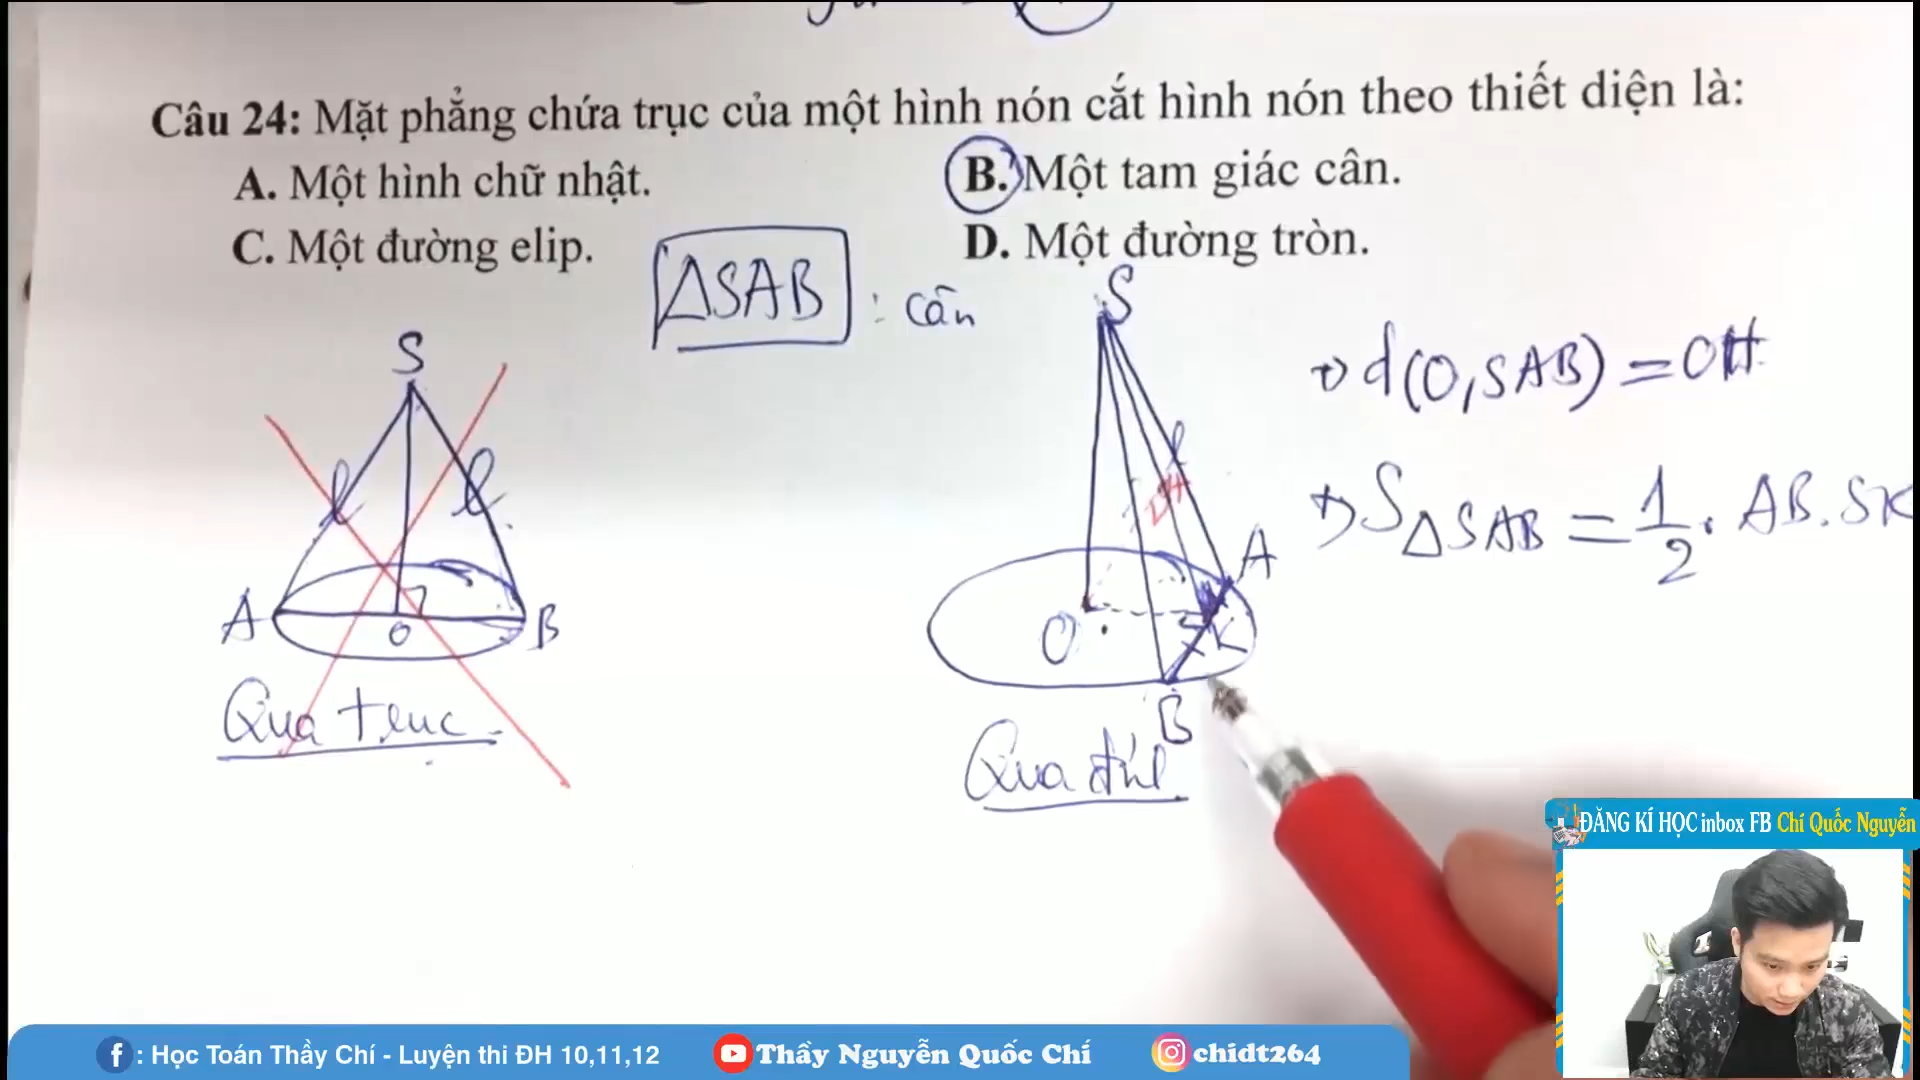 Câu 24: Mặt phẳng chứa trục của một hình nón cắt hình nón theo thiết diện là:
A. Một hình chữ nhật.
B. Một tam giác cân.
C. Một đường elip.
D. Một đường tròn.
ΔSAB : cân
S
l
l
A
O
B
Qua trục
S
l
H
A
O
K
B
Qua đỉnh
+) d(O,SAB) = OH
+) SΔSAB = 1/2 . AB.SK
ĐĂNG KÍ HỌC inbox FB Chí Quốc Nguyễn
f : Học Toán Thầy Chí - Luyện thi ĐH 10,11,12
Thầy Nguyễn Quốc Chí
chidt264